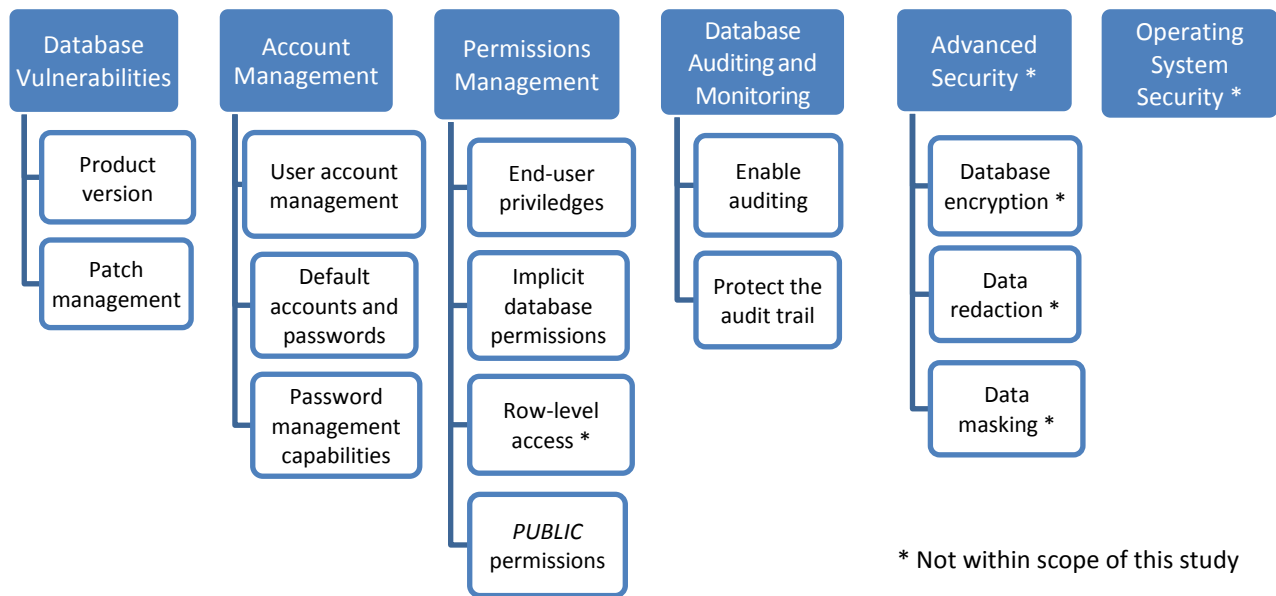 Database
Vulnerabilities
Product
version
Patch
management
Account
Management
User account
management
Default
accounts and
passwords
Password
management
capabilities
Permissions
Management
End-user
priviledges
Implicit
database
permissions
Row-level
access *
PUBLIC
permissions
Database
Auditing and
Monitoring
Enable
auditing
Protect the
audit trail
Advanced
Security *
Database
encryption *
Data
redaction *
Data
masking *
Operating
System
Security *
* Not within scope of this study